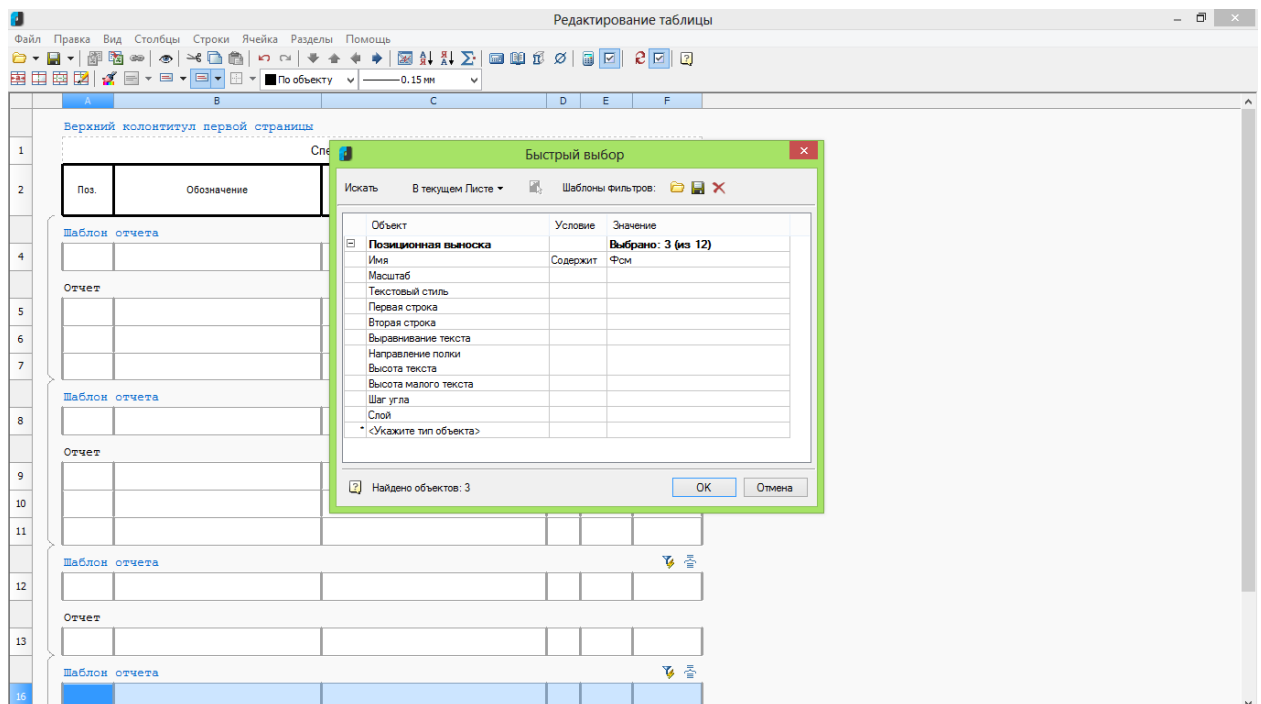 Редактирование таблицы
Файл Правка Вид Столбцы Строки Ячейка Разделы Помощь
По объекту 0.15 мм
A B C D E F
Верхний колонтитул первой страницы
1 Спе
2 Поз. Обозначение
Шаблон отчета
4
Отчет
5
6
7
Шаблон отчета
8
Отчет
9
10
11
Шаблон отчета
12
Отчет
13
Шаблон отчета
16
Быстрый выбор
Искать В текущем Листе Шаблоны фильтров:
Объект Условие Значение
Позиционная выноска Выбрано: 3 (из 12)
Имя Содержит Фсм
Масштаб
Текстовый стиль
Первая строка
Вторая строка
Выравнивание текста
Направление полки
Высота текста
Высота малого текста
Шаг угла
Слой
* <Укажите тип объекта>
Найдено объектов: 3 OK Отмена